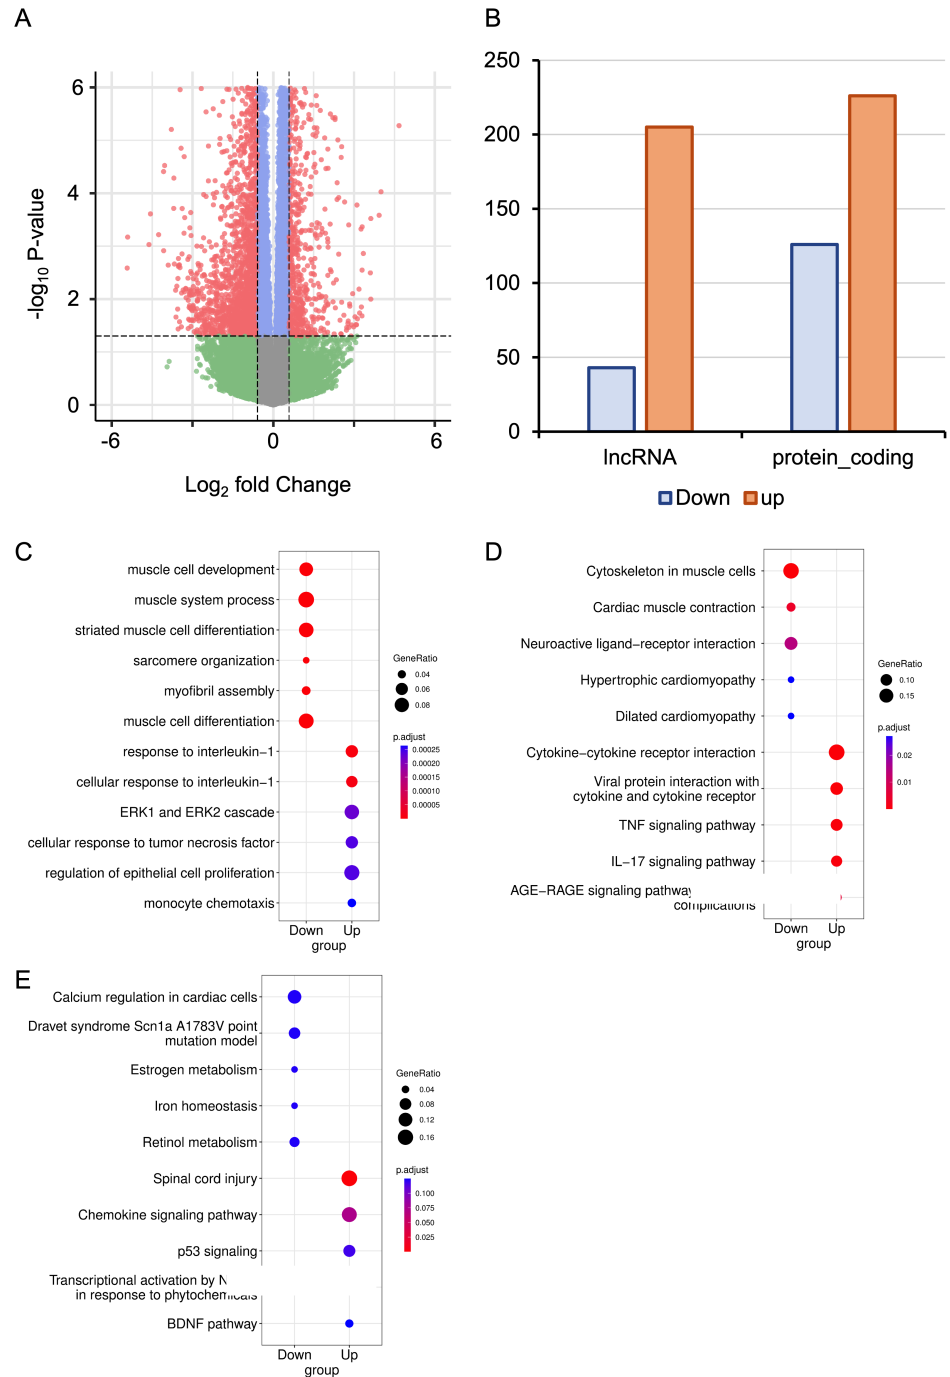 A
6
4
2
0
-log10 P-value
-6
0
6
Log2 fold Change
B
250
200
150
100
50
0
lncRNA
protein_coding
Down
up
C
muscle cell development
muscle system process
striated muscle cell differentiation
sarcomere organization
myofibril assembly
muscle cell differentiation
response to interleukin−1
cellular response to interleukin−1
ERK1 and ERK2 cascade
cellular response to tumor necrosis factor
regulation of epithelial cell proliferation
monocyte chemotaxis
Down
Up
group
GeneRatio
0.04
0.06
0.08
p.adjust
0.00025
0.00020
0.00015
0.00010
0.00005
D
Cytoskeleton in muscle cells
Cardiac muscle contraction
Neuroactive ligand−receptor interaction
Hypertrophic cardiomyopathy
Dilated cardiomyopathy
Cytokine−cytokine receptor interaction
Viral protein interaction with
cytokine and cytokine receptor
TNF signaling pathway
IL−17 signaling pathway
AGE−RAGE signaling pathway
complications
Down
Up
group
GeneRatio
0.10
0.15
p.adjust
0.02
0.01
E
Calcium regulation in cardiac cells
Dravet syndrome Scn1a A1783V point
mutation model
Estrogen metabolism
Iron homeostasis
Retinol metabolism
Spinal cord injury
Chemokine signaling pathway
p53 signaling
Transcriptional activation by
in response to phytochemicals
BDNF pathway
Down
Up
group
GeneRatio
0.04
0.08
0.12
0.16
p.adjust
0.100
0.075
0.050
0.025